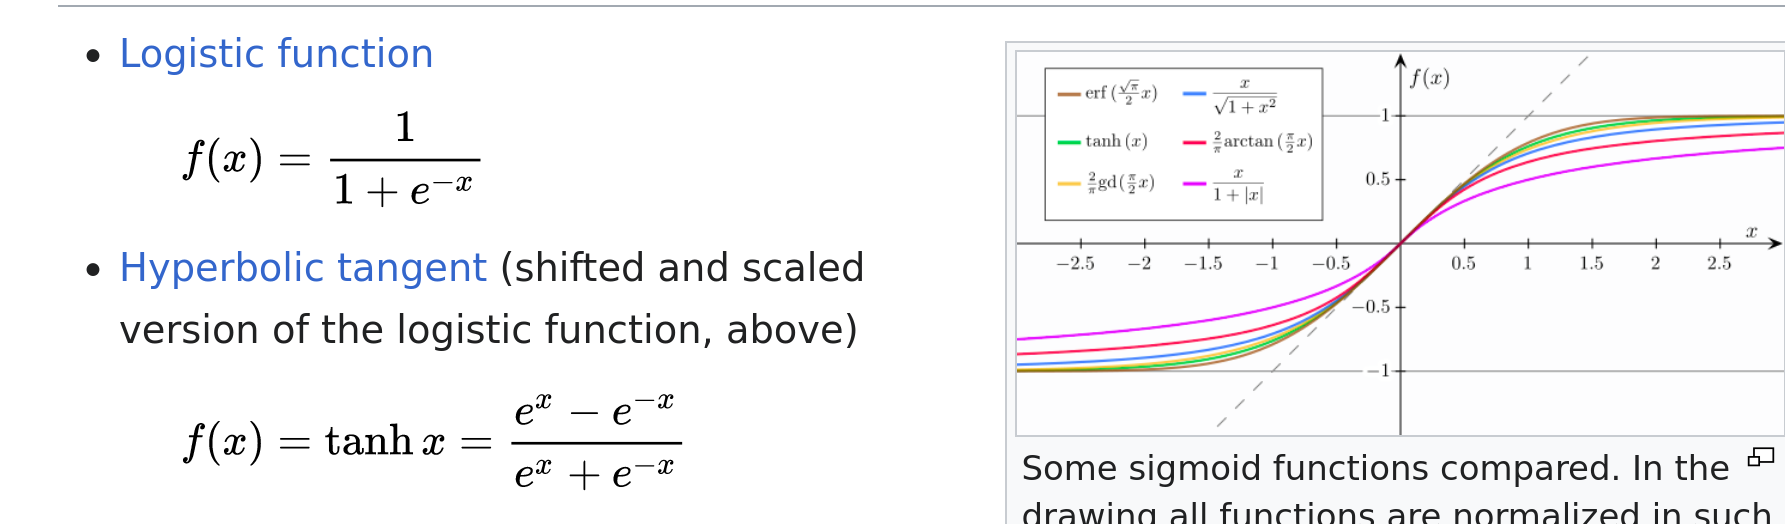 • Logistic function
f(x) = 1 / (1 + e^−x)
• Hyperbolic tangent (shifted and scaled
version of the logistic function, above)
f(x) = tanh x = (e^x − e^−x) / (e^x + e^−x)
erf (√π/2 x)
x / √(1 + x²)
tanh (x)
2/π arctan (π/2 x)
2/π gd(π/2 x)
x / (1 + |x|)
f(x)
1
0.5
x
−2.5 −2 −1.5 −1 −0.5 0.5 1 1.5 2 2.5
−0.5
−1
Some sigmoid functions compared. In the
drawing all functions are normalized in such